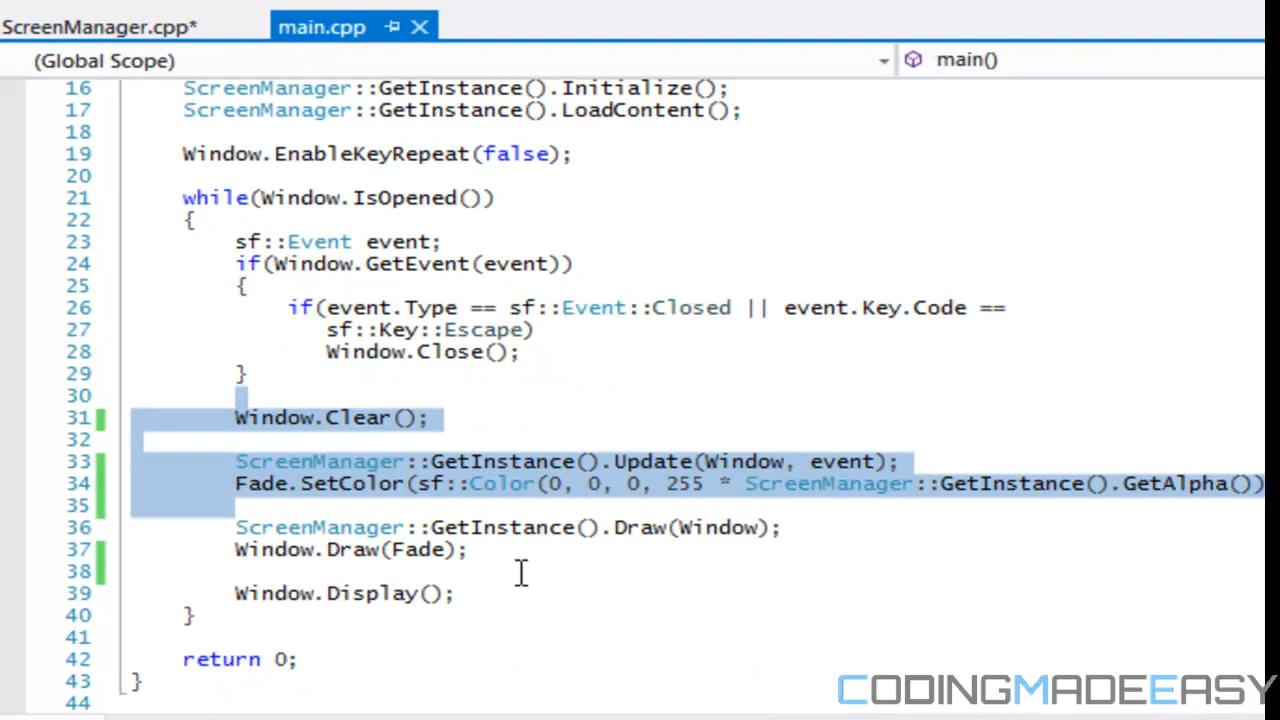 ScreenManager.cpp* main.cpp
(Global Scope) main()
16 ScreenManager::GetInstance().Initialize();
17 ScreenManager::GetInstance().LoadContent();
18
19 Window.EnableKeyRepeat(false);
20
21 while(Window.IsOpened())
22 {
23 sf::Event event;
24 if(Window.GetEvent(event))
25 {
26 if(event.Type == sf::Event::Closed || event.Key.Code ==
27 sf::Key::Escape)
28 Window.Close();
29 }
30
31 Window.Clear();
32
33 ScreenManager::GetInstance().Update(Window, event);
34 Fade.SetColor(sf::Color(0, 0, 0, 255 * ScreenManager::GetInstance().GetAlpha())
35
36 ScreenManager::GetInstance().Draw(Window);
37 Window.Draw(Fade);
38
39 Window.Display();
40 }
41
42 return 0;
43 }
44
CODINGMADEEASY